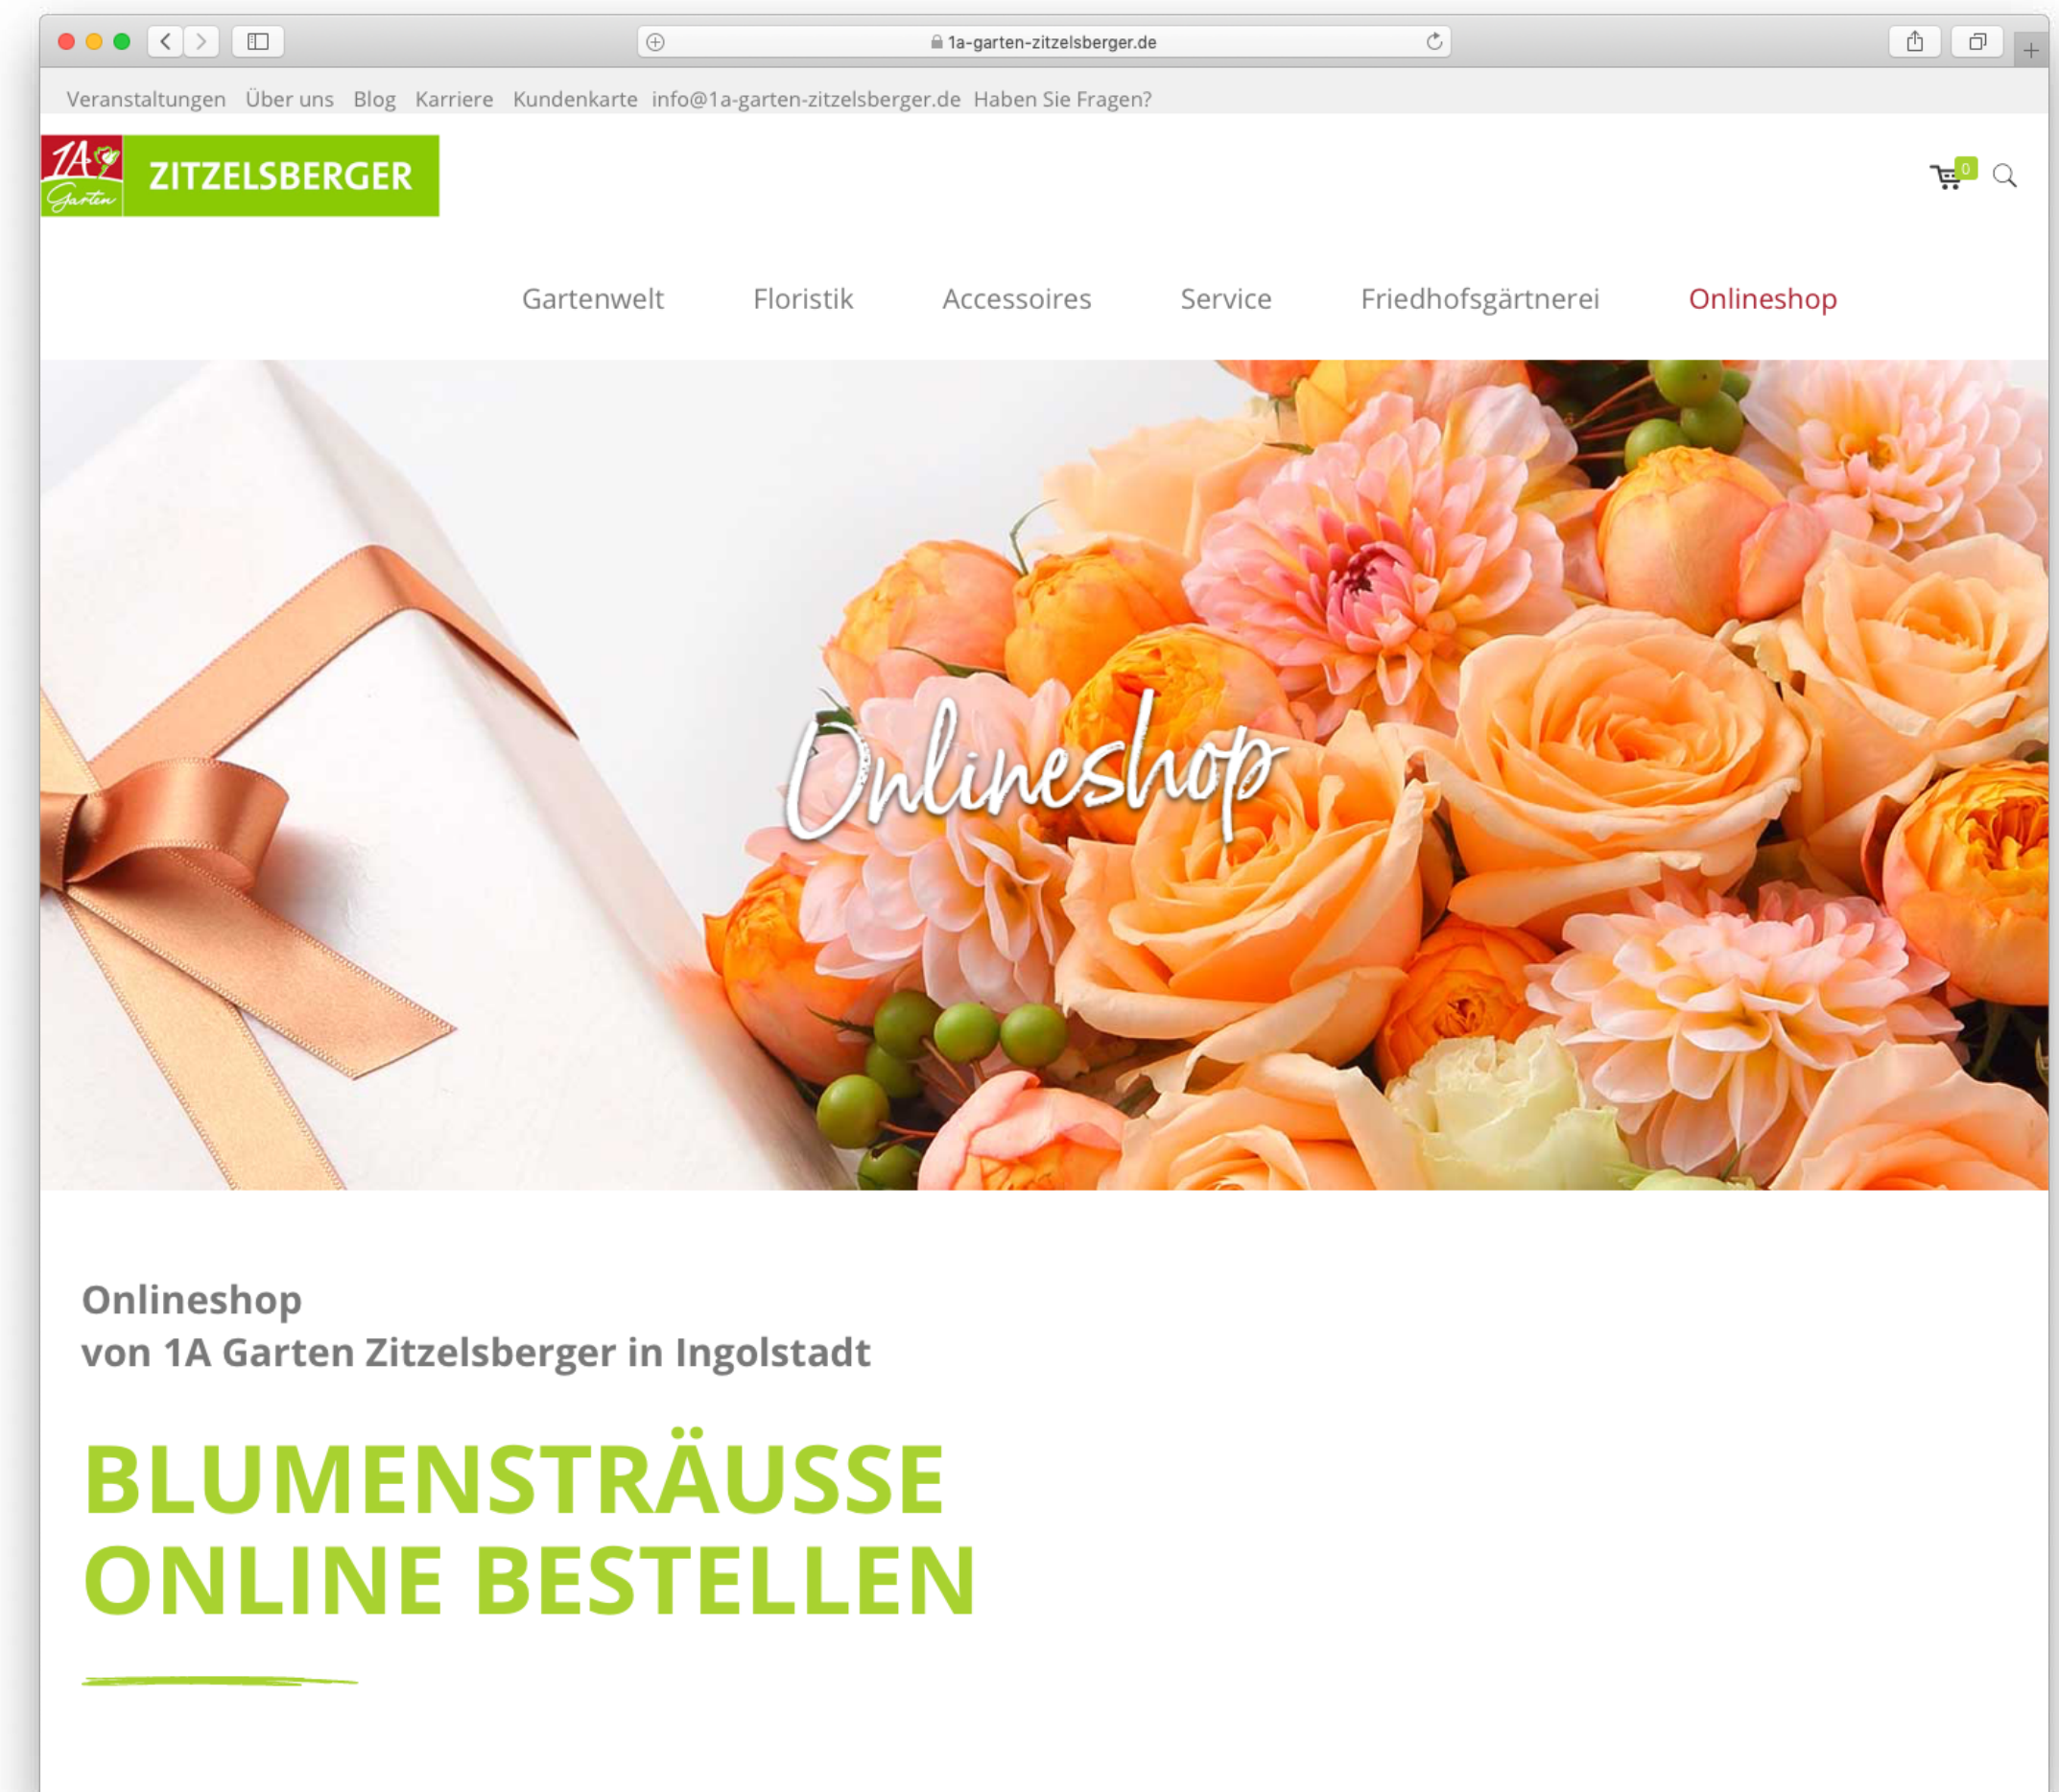 1a-garten-zitzelsberger.de
Veranstaltungen Über uns Blog Karriere Kundenkarte info@1a-garten-zitzelsberger.de Haben Sie Fragen?
1A Garten ZITZELSBERGER
0
Gartenwelt Floristik Accessoires Service Friedhofsgärtnerei Onlineshop
Onlineshop
Onlineshop
von 1A Garten Zitzelsberger in Ingolstadt
BLUMENSTRÄUSSE
ONLINE BESTELLEN